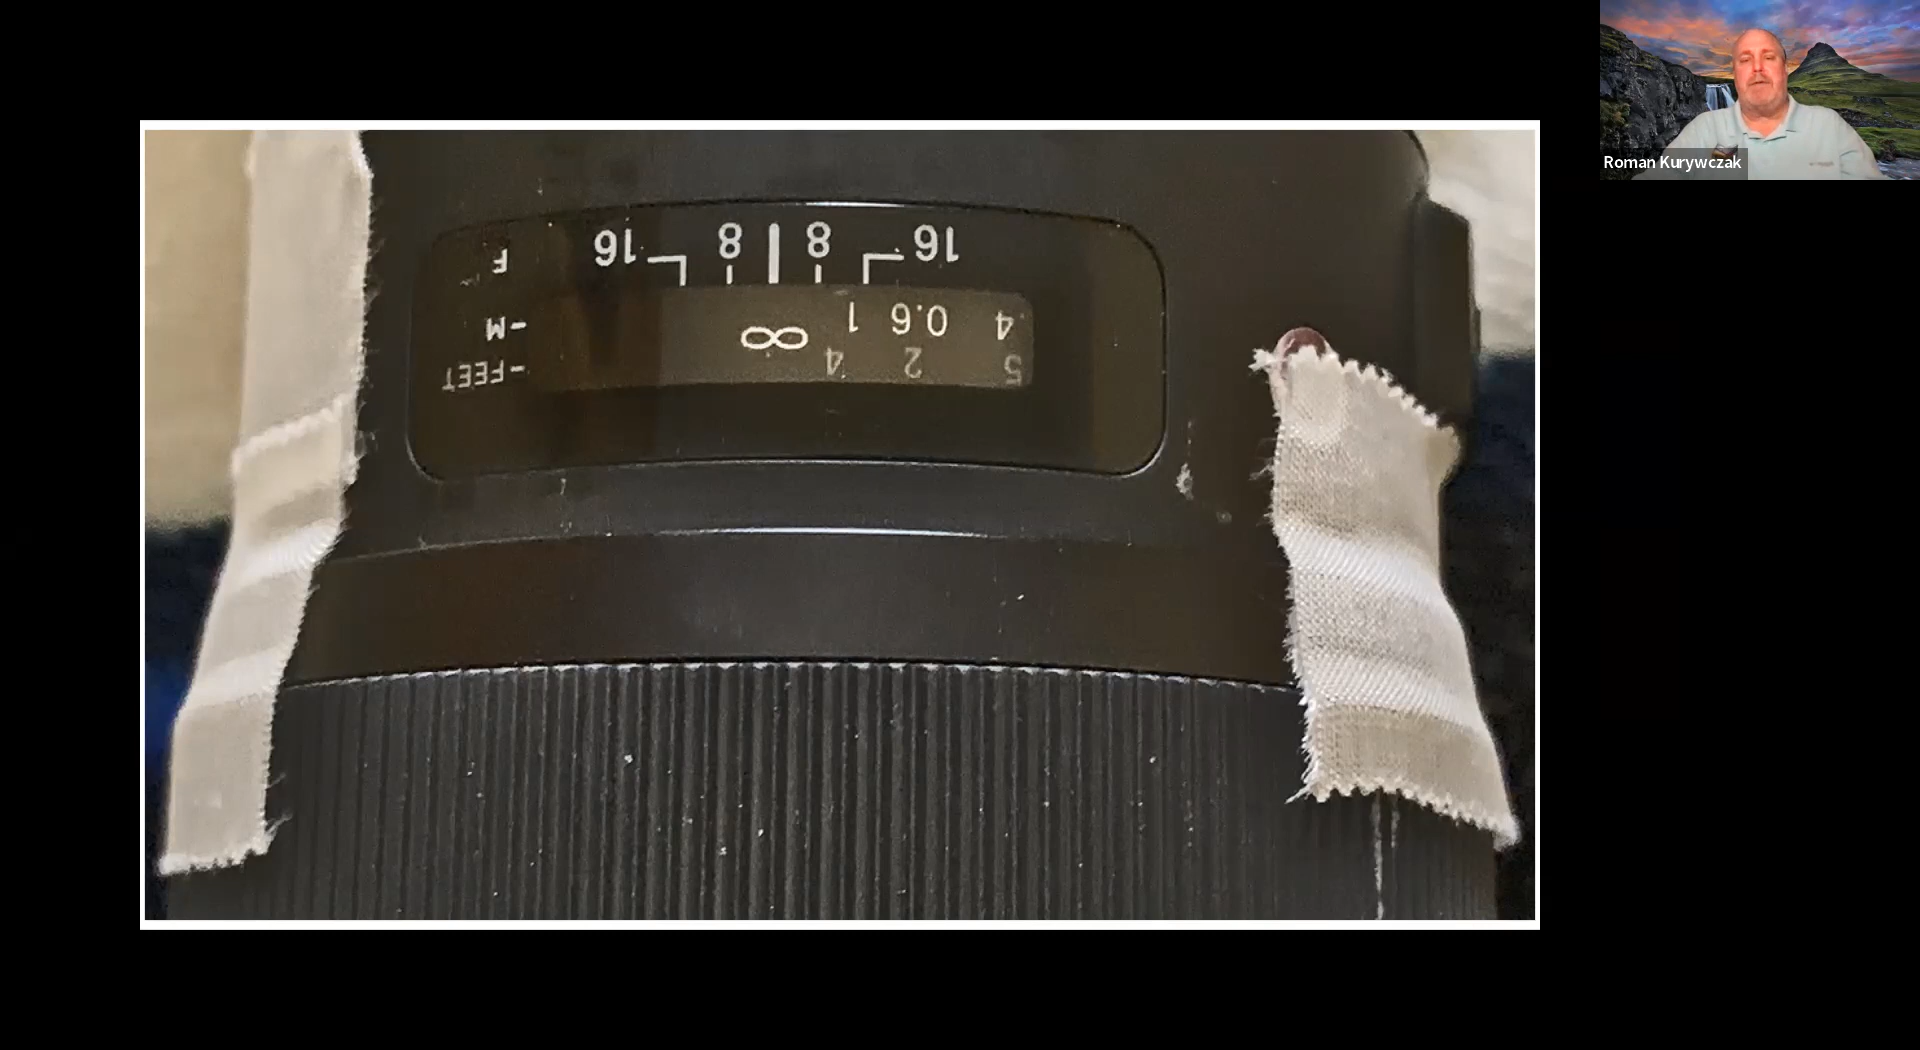 5 2 4 -FEET
.4 0.6 1 ∞ -M
16 8 8 16 F
Roman Kurywczak